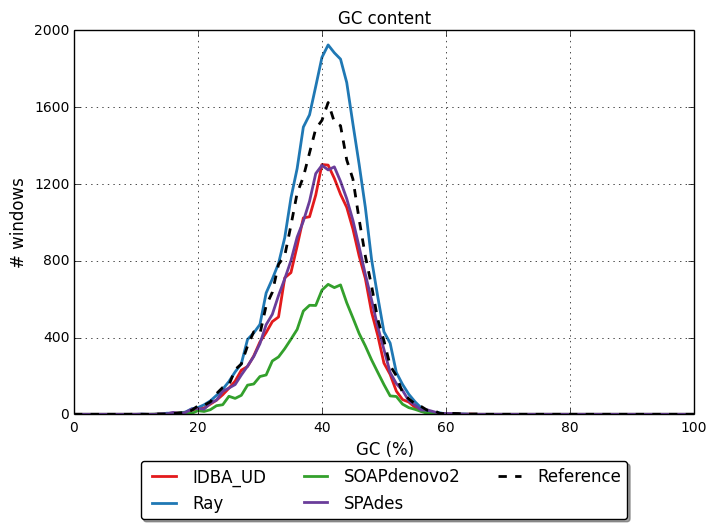 GC content
2000
1600
1200
800
400
0
# windows
0 20 40 60 80 100
GC (%)
IDBA_UD SOAPdenovo2 Reference
Ray SPAdes